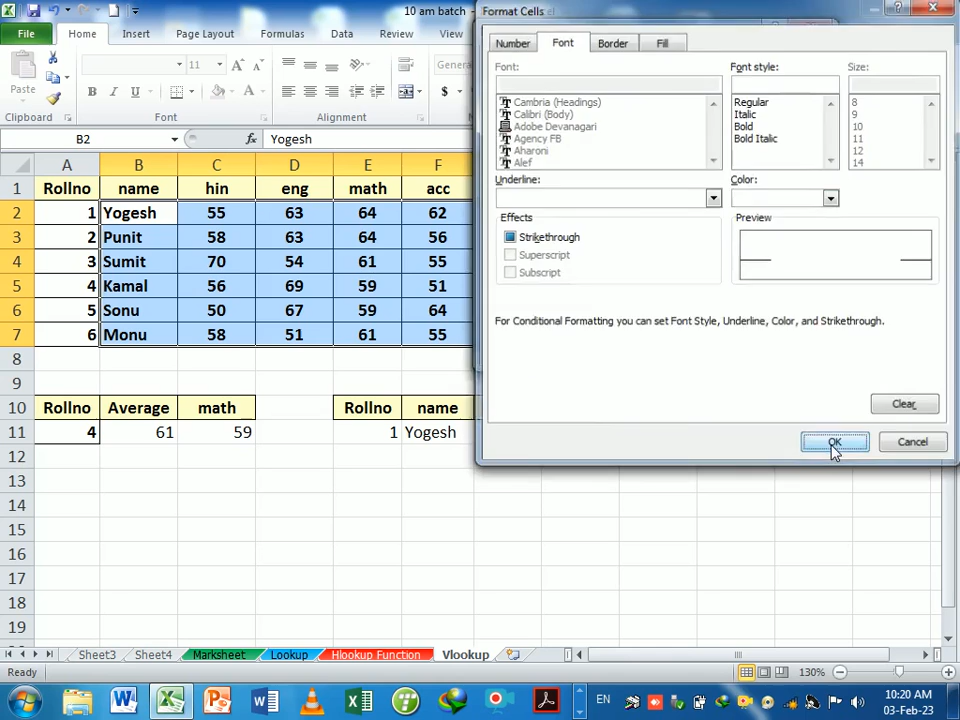 10 am batch
Format Cells
File Home Insert Page Layout Formulas Data Review View
Paste
11
General
Clipboard Font Alignment
B2 fx Yogesh
A B C D E F
1 Rollno name hin eng math acc
2 1 Yogesh 55 63 64 62
3 2 Punit 58 63 64 56
4 3 Sumit 70 54 61 55
5 4 Kamal 56 69 59 51
6 5 Sonu 50 67 59 64
7 6 Monu 58 51 61 55
8
9
10 Rollno Average math Rollno name
11 4 61 59 1 Yogesh
12
13
14
15
16
17
18
19
Number Font Border Fill
Font: Font style: Size:
Cambria (Headings) Regular 8
Calibri (Body) Italic 9
Adobe Devanagari Bold 10
Agency FB Bold Italic 11
Aharoni 12
Alef 14
Underline: Color:
Effects Preview
Strikethrough
Superscript
Subscript
For Conditional Formatting you can set Font Style, Underline, Color, and Strikethrough.
Clear
OK Cancel
Sheet3 Sheet4 Marksheet Lookup Hlookup Function Vlookup
Ready 130%
EN 10:20 AM
03-Feb-23